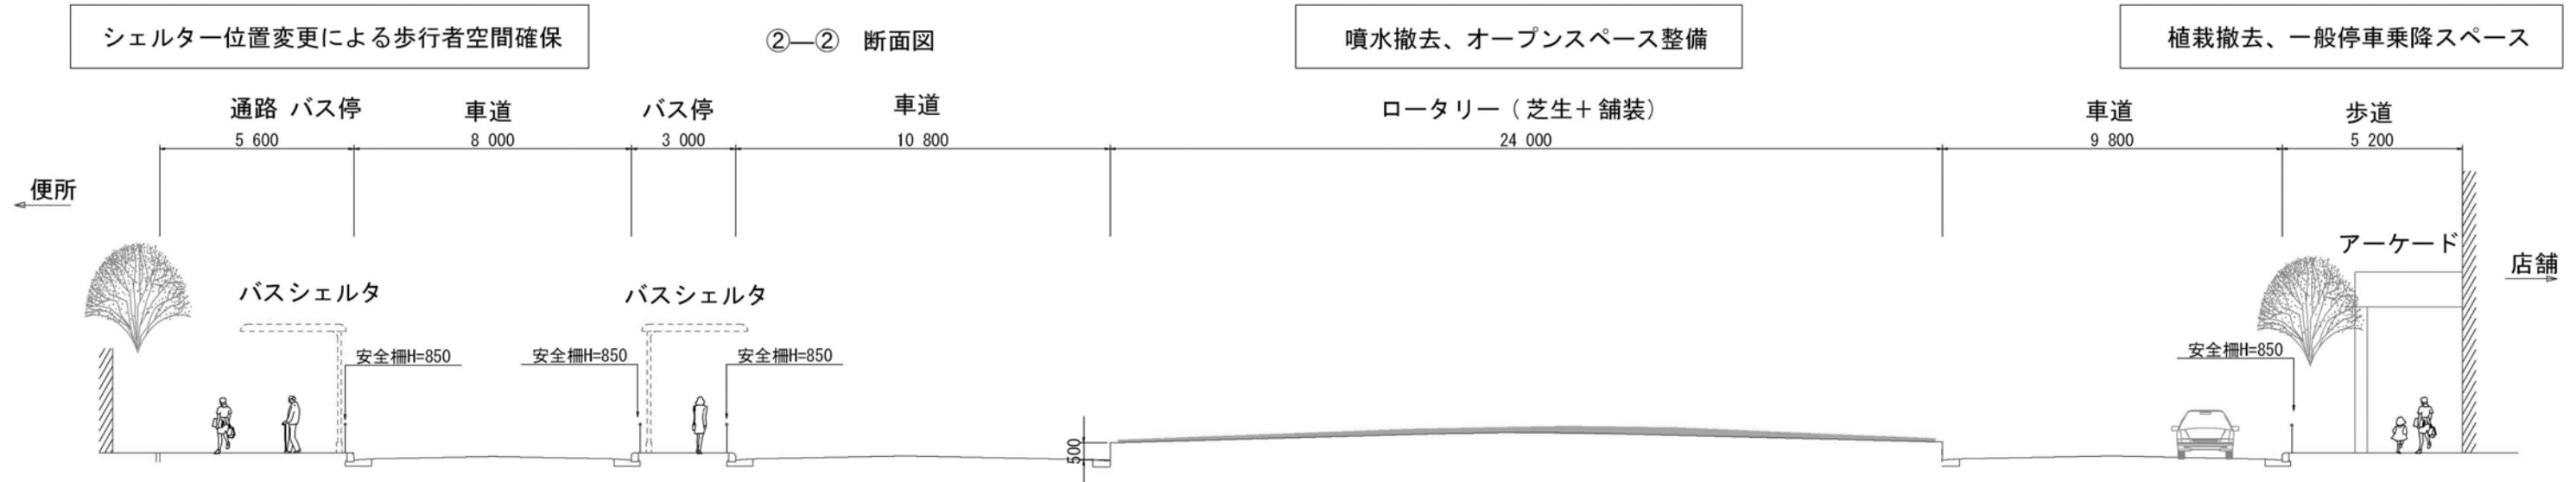 シェルター位置変更による歩行者空間確保
②―② 断面図
噴水撤去、オープンスペース整備
植栽撤去、一般停車乗降スペース
通路 バス停
車道
バス停
車道
ロータリー(芝生＋舗装)
車道
歩道
5 600
8 000
3 000
10 800
24 000
9 800
5 200
便所
アーケード
店舗
バスシェルタ
バスシェルタ
安全柵H=850
安全柵H=850
安全柵H=850
安全柵H=850
500